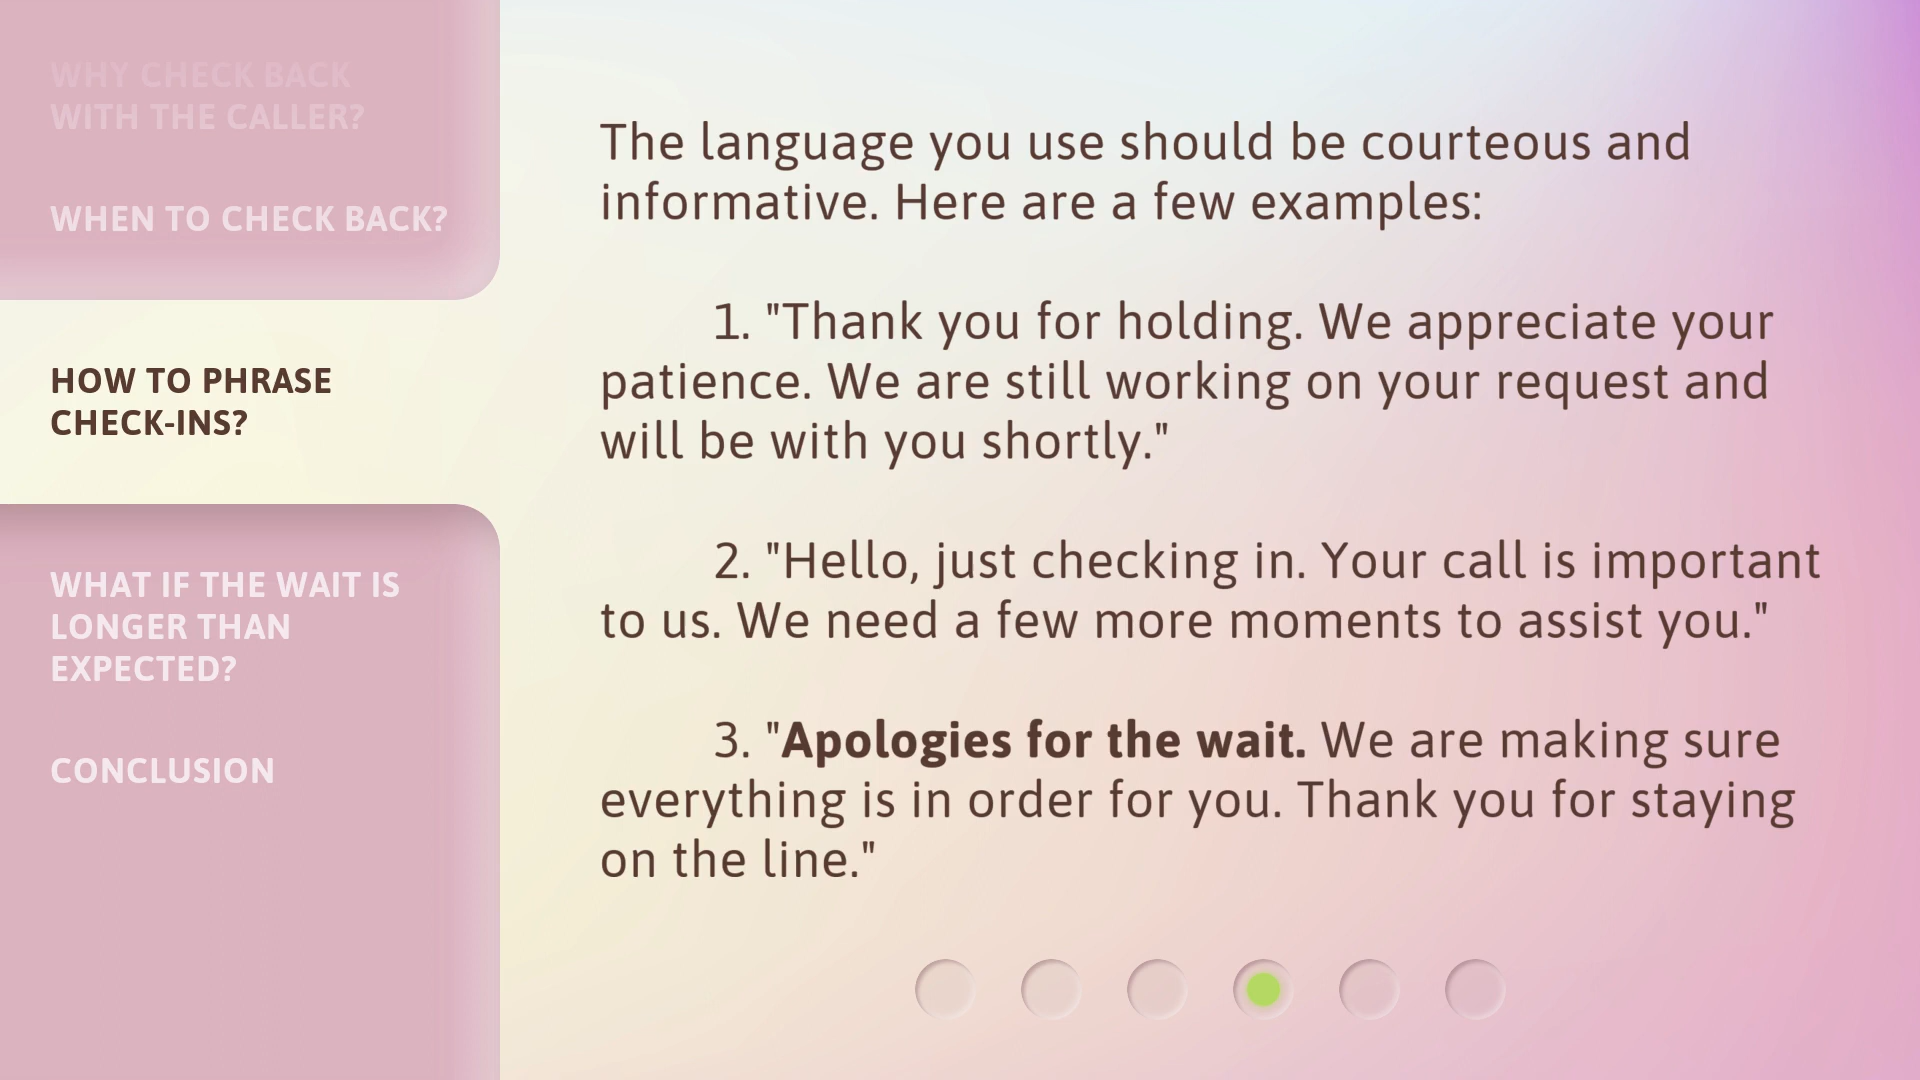 WHY CHECK BACK
WITH THE CALLER?
WHEN TO CHECK BACK?
HOW TO PHRASE
CHECK-INS?
WHAT IF THE WAIT IS
LONGER THAN
EXPECTED?
CONCLUSION
The language you use should be courteous and
informative. Here are a few examples:
1. "Thank you for holding. We appreciate your
patience. We are still working on your request and
will be with you shortly."
2. "Hello, just checking in. Your call is important
to us. We need a few more moments to assist you."
3. "Apologies for the wait. We are making sure
everything is in order for you. Thank you for staying
on the line."